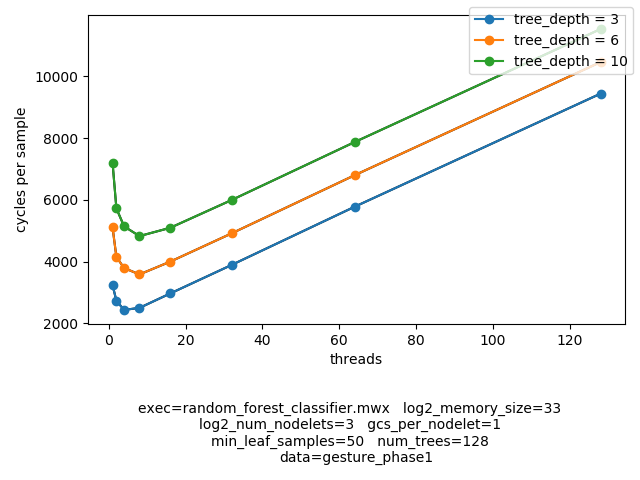 tree_depth = 3
tree_depth = 6
tree_depth = 10
cycles per sample
10000
8000
6000
4000
2000
0 20 40 60 80 100 120
threads
exec=random_forest_classifier.mwx log2_memory_size=33
log2_num_nodelets=3 gcs_per_nodelet=1
min_leaf_samples=50 num_trees=128
data=gesture_phase1